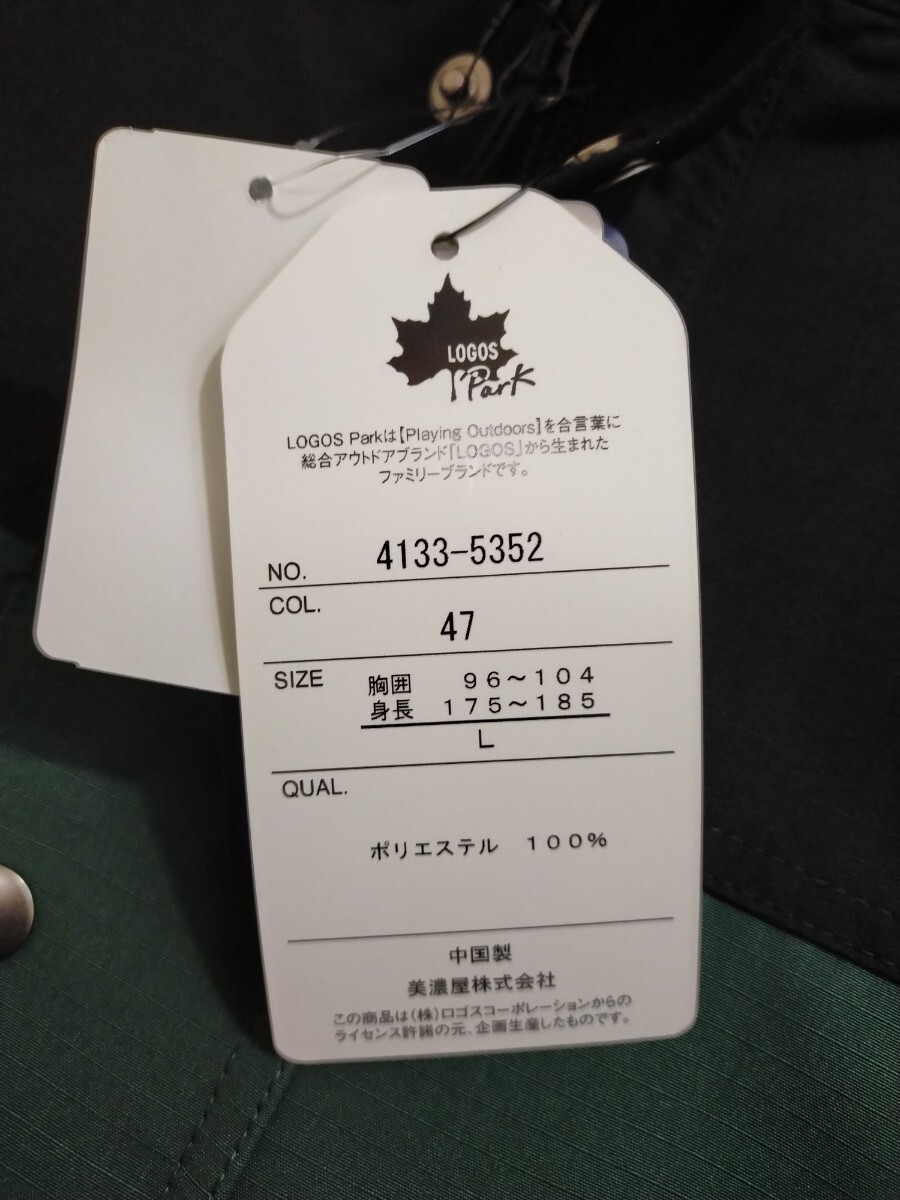 LOGOS
Park
LOGOS Parkは【Playing Outdoors】を合言葉に
総合アウトドアブランド「LOGOS」から生まれた
ファミリーブランドです。
NO. 4133-5352
COL. 47
SIZE 胸囲 96～104
身長 175～185
L
QUAL.
ポリエステル 100%
中国製
美濃屋株式会社
この商品は(株)ロゴスコーポレーションからの
ライセンス許諾の元、企画生産したものです。